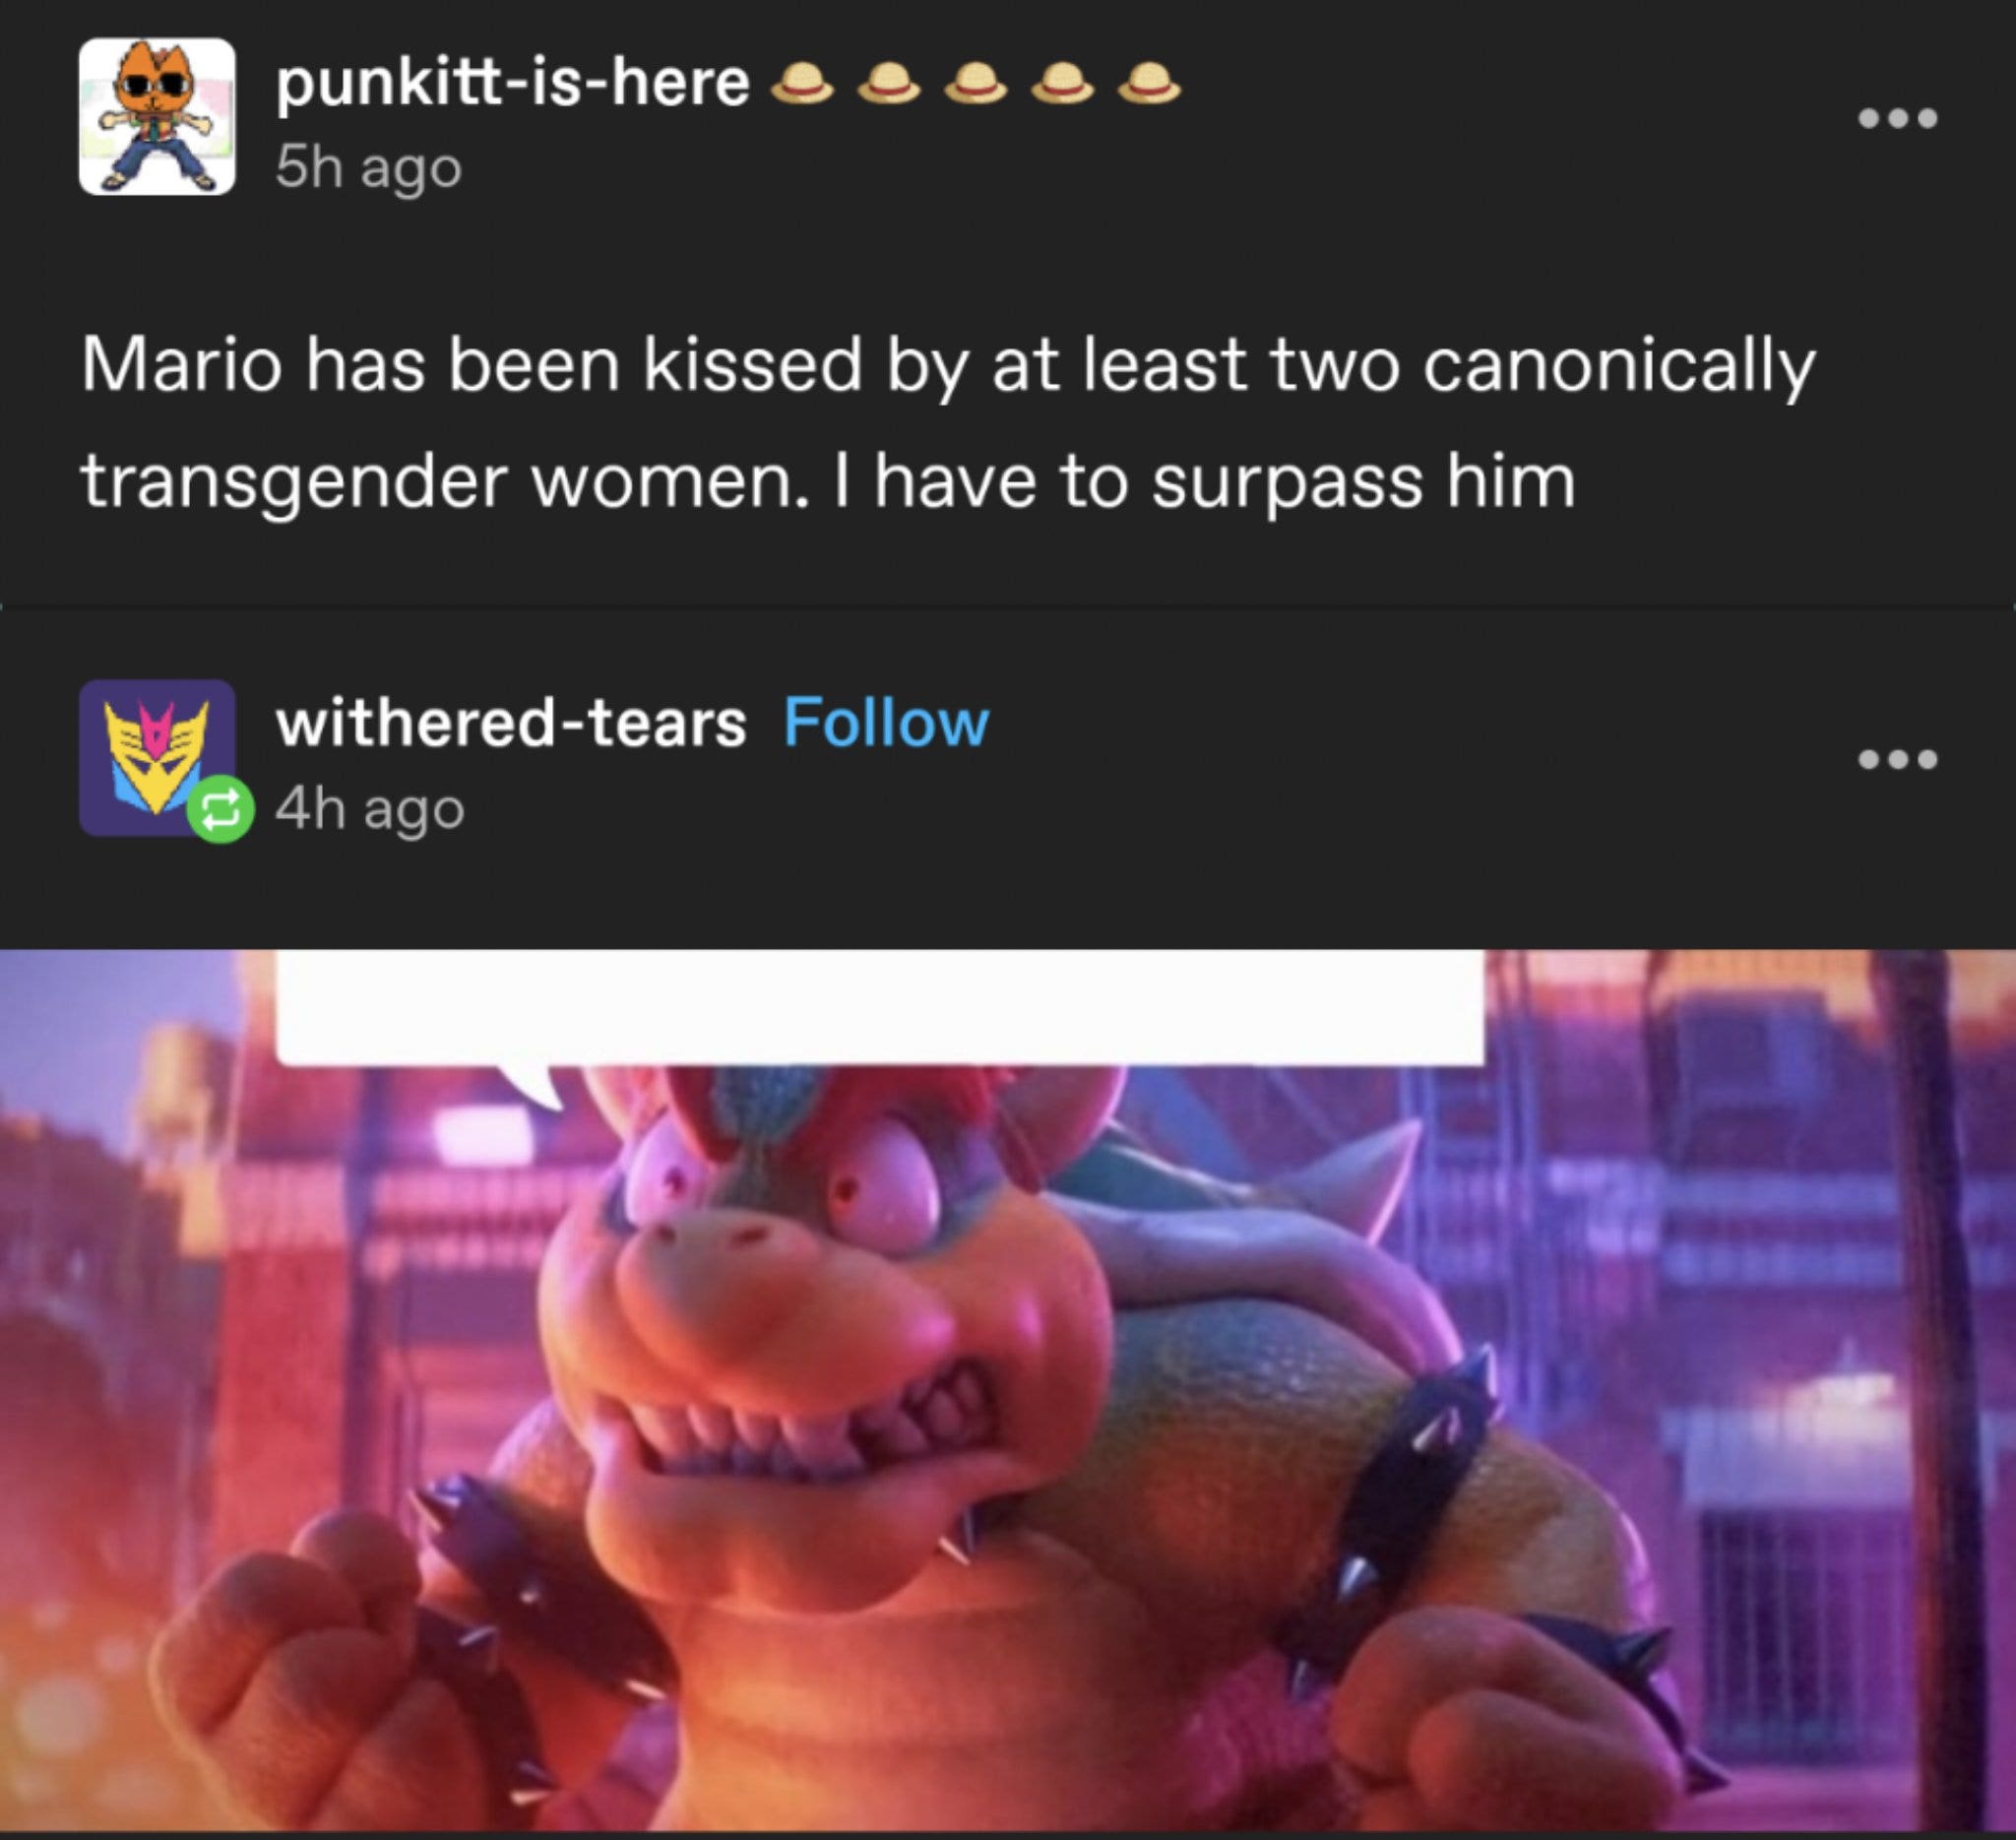 punkitt-is-here 👒 👒 👒 👒 👒
5h ago
Mario has been kissed by at least two canonically
transgender women. I have to surpass him
withered-tears Follow
4h ago